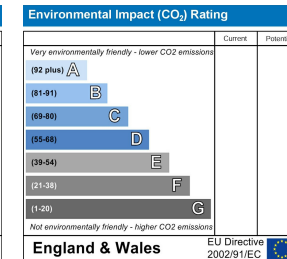 Environmental Impact (CO₂) Rating
Current Potenti
Very environmentally friendly - lower CO2 emissions
(92 plus) A
(81-91) B
(69-80) C
(55-68) D
(39-54) E
(21-38) F
(1-20) G
Not environmentally friendly - higher CO2 emissions
England & Wales
EU Directive
2002/91/EC